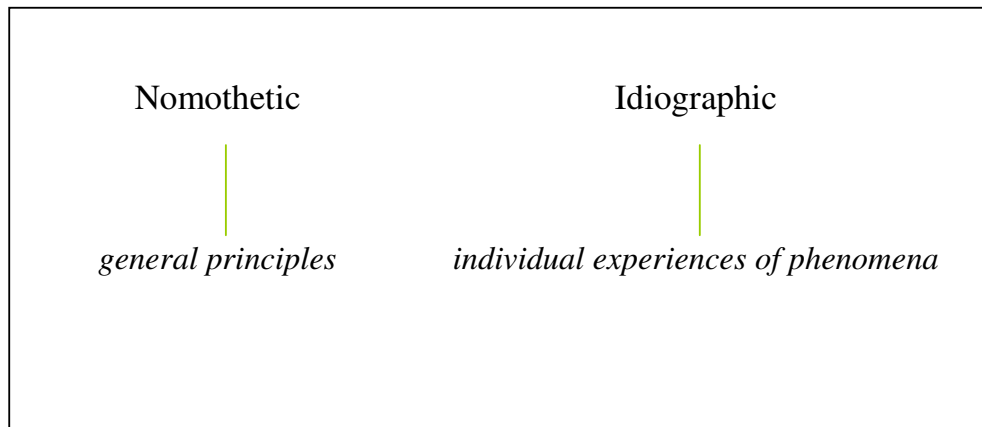 Nomothetic Idiographic
general principles individual experiences of phenomena